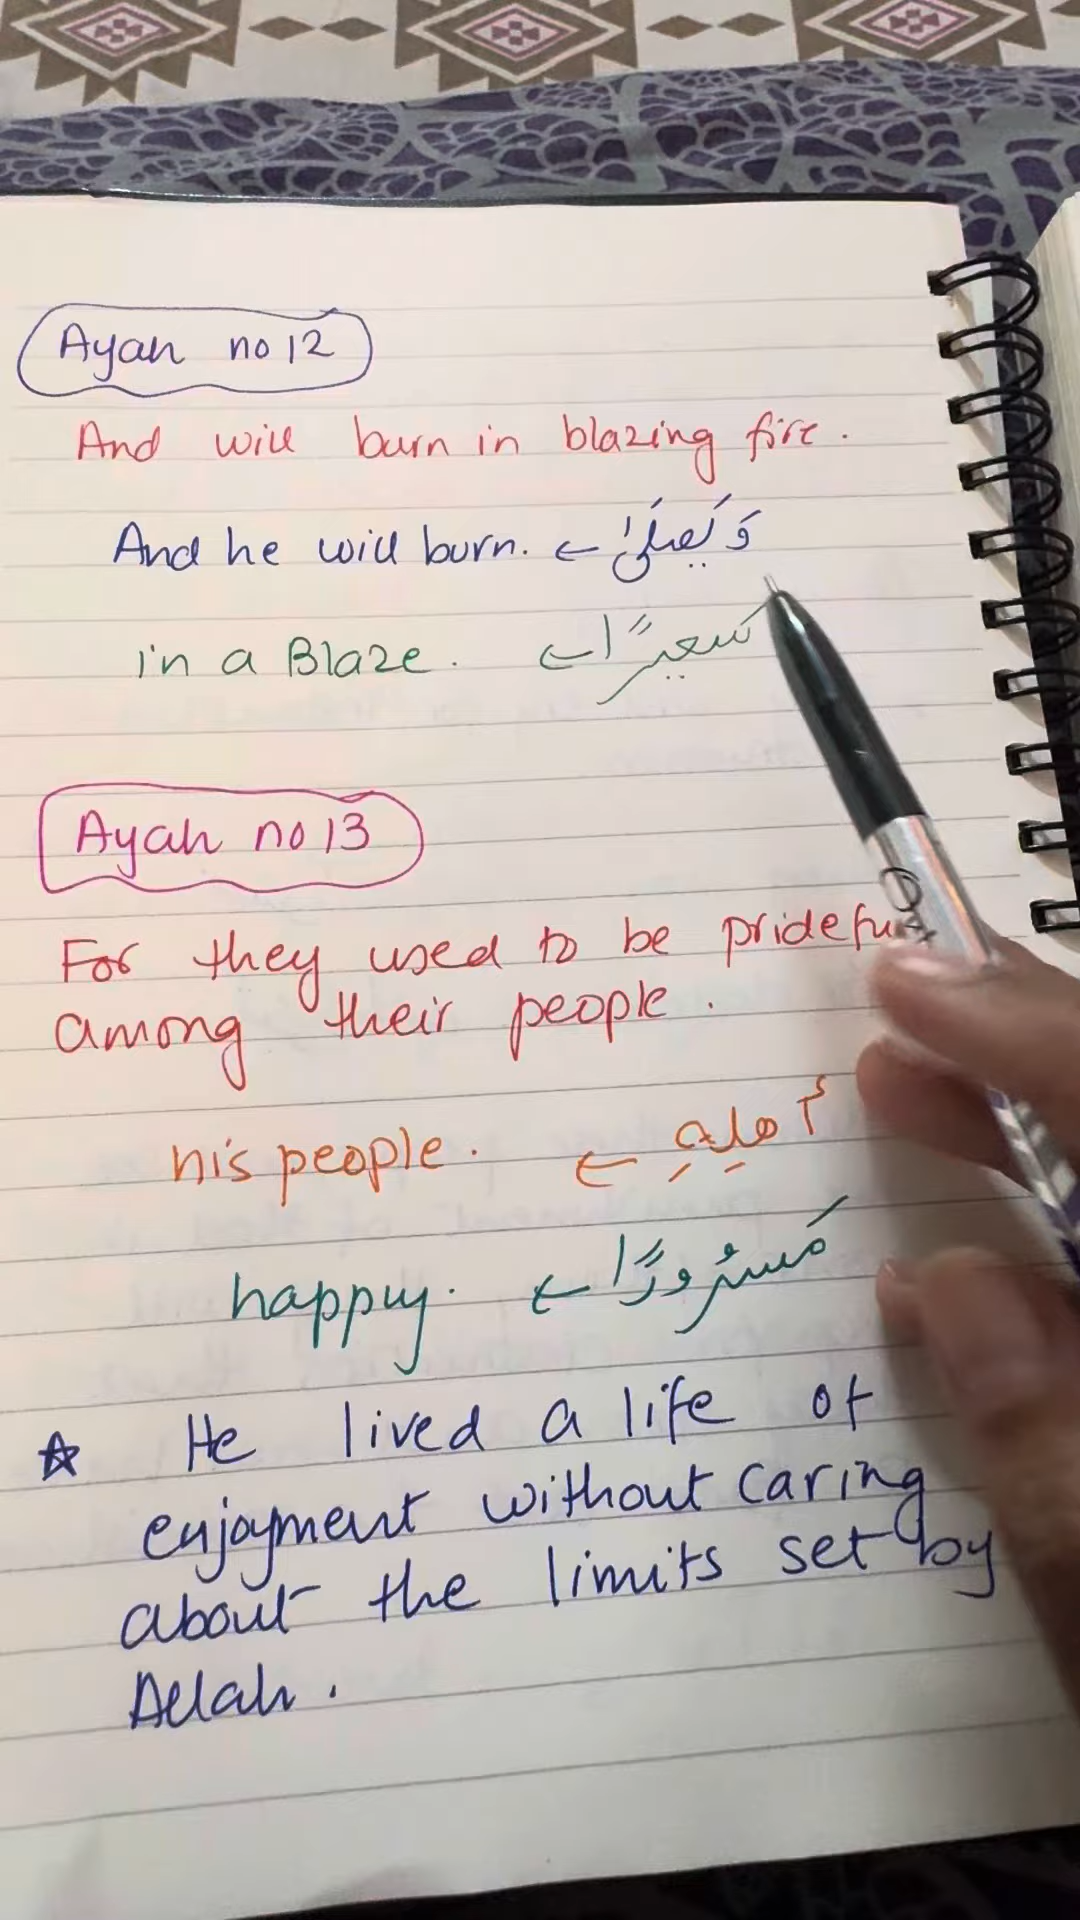 Ayah no 12
And will burn in blazing fire.
And he will burn. ← وَيَصْلَىٰ
in a Blaze. ← سَعِيرًا
Ayah no 13
For they used to be prideful
among their people.
his people. ← أَهلِهِ
happy. ← مَسْرُورًا
☆ He lived a life of
enjoyment without caring
about the limits set by
Allah.